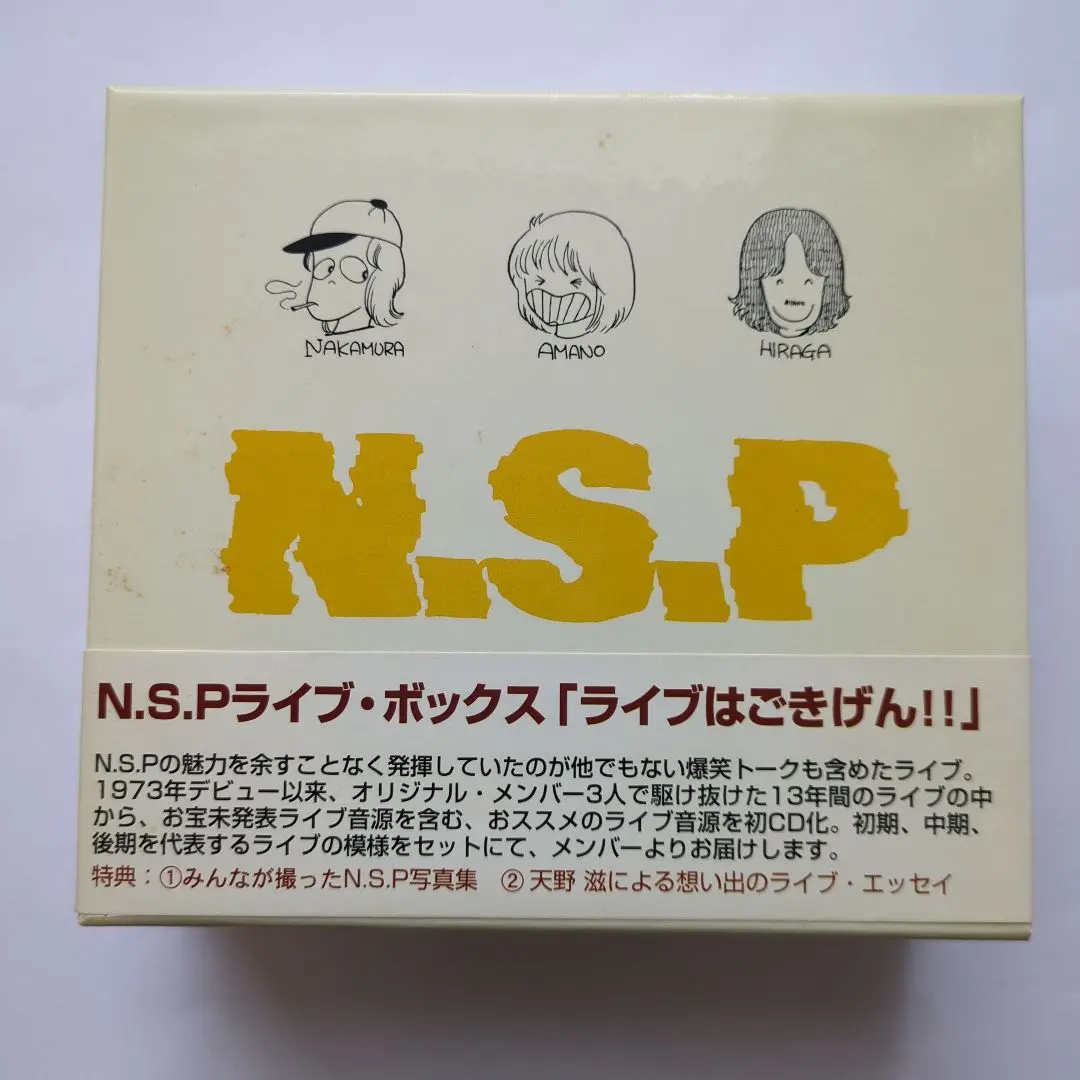 NAKAMURA AMANO HIRAGA
N.S.P
N.S.Pライブ・ボックス「ライブはごきげん!!」
N.S.Pの魅力を余すことなく発揮していたのが他でもない爆笑トークも含めたライブ。
1973年デビュー以来、オリジナル・メンバー3人で駆け抜けた13年間のライブの中
から、お宝未発表ライブ音源を含む、おススメのライブ音源を初CD化。初期、中期、
後期を代表するライブの模様をセットにて、メンバーよりお届けします。
特典：①みんなが撮ったN.S.P写真集 ②天野 滋による想い出のライブ・エッセイ